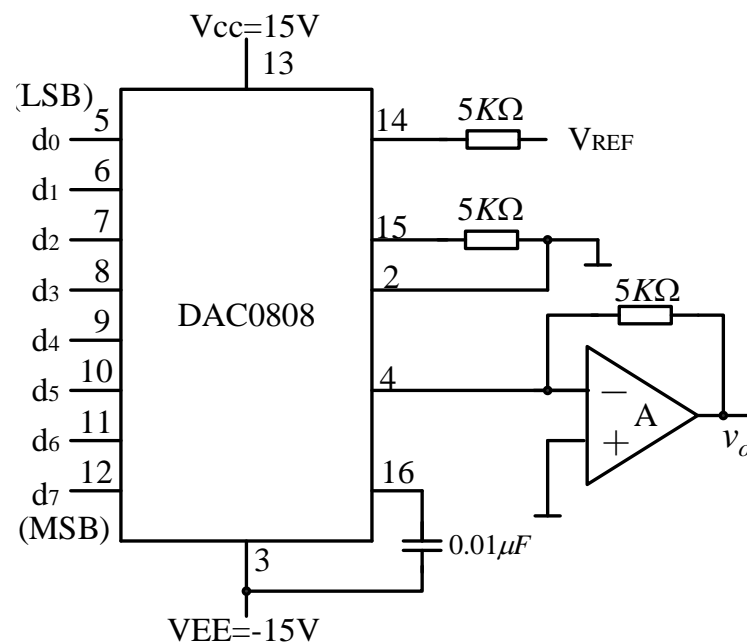 Vcc=15V
13
(LSB)
d0 5
14 5KΩ VREF
d1 6
d2 7
15 5KΩ
d3 8
2
DAC0808
5KΩ
d4 9
d5 10
4
−
A
+
vo
d6 11
d7 12
16
(MSB)
0.01μF
3
VEE=-15V